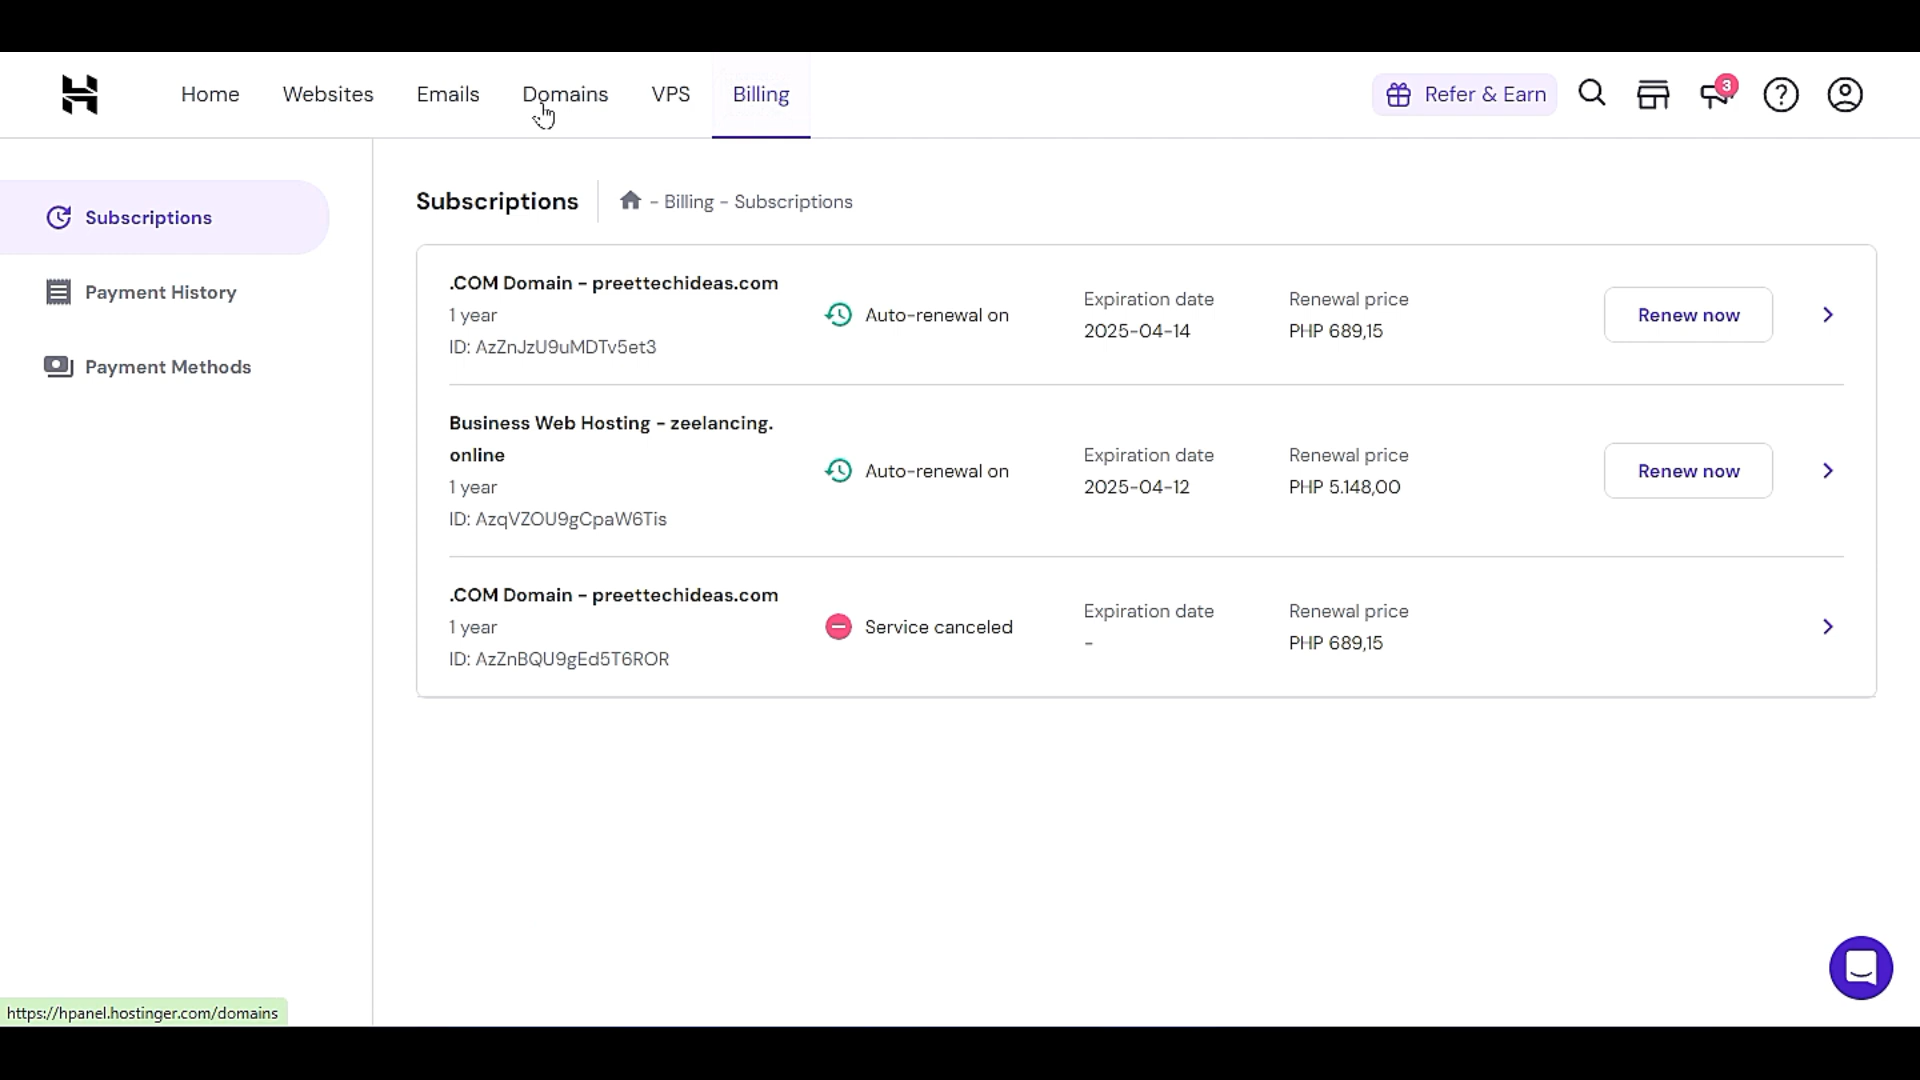 Home Websites Emails Domains VPS Billing Refer & Earn 3
Subscriptions
Payment History
Payment Methods
Subscriptions - Billing - Subscriptions
.COM Domain - preettechideas.com
1 year
ID: AzZnJzU9uMDTv5et3
Auto-renewal on
Expiration date
2025-04-14
Renewal price
PHP 689,15
Renew now
Business Web Hosting - zeelancing.
online
1 year
ID: AzqVZOU9gCpaW6Tis
Auto-renewal on
Expiration date
2025-04-12
Renewal price
PHP 5.148,00
Renew now
.COM Domain - preettechideas.com
1 year
ID: AzZnBQU9gEd5T6ROR
Service canceled
Expiration date
-
Renewal price
PHP 689,15
https://hpanel.hostinger.com/domains